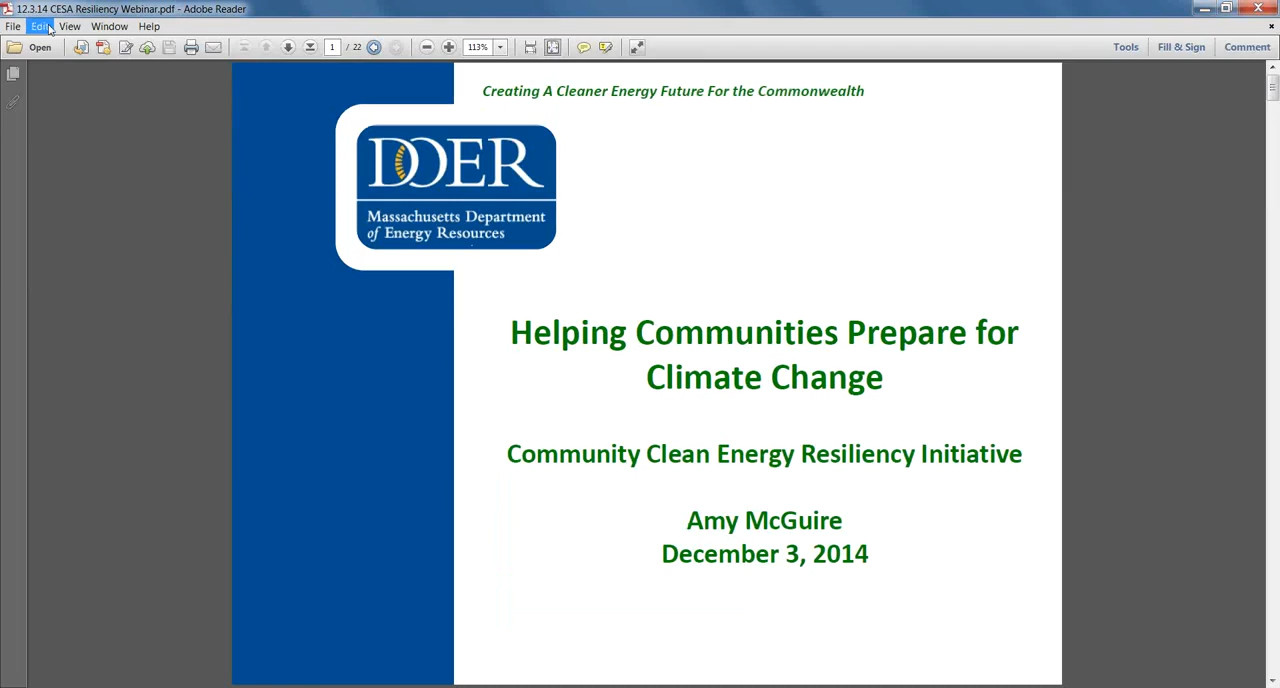 12.3.14 CESA Resiliency Webinar.pdf - Adobe Reader
File Edit View Window Help
Open 1 / 22 113% Tools Fill & Sign Comment
Creating A Cleaner Energy Future For the Commonwealth
DOER
Massachusetts Department
of Energy Resources
Helping Communities Prepare for
Climate Change
Community Clean Energy Resiliency Initiative
Amy McGuire
December 3, 2014